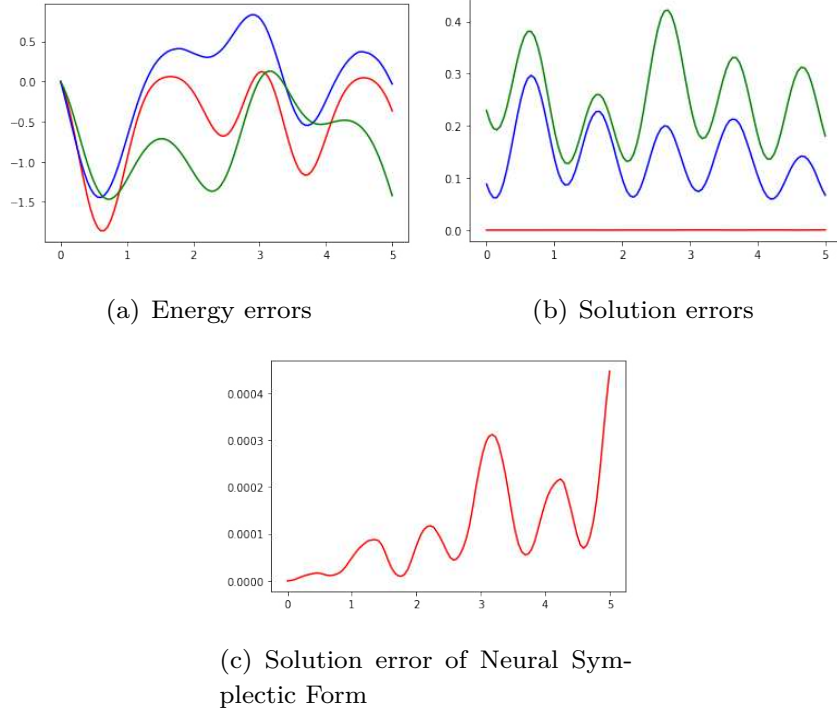 0.5
0.0
−0.5
−1.0
−1.5
0 1 2 3 4 5
0.4
0.3
0.2
0.1
0.0
0 1 2 3 4 5
(a) Energy errors
(b) Solution errors
0.0004
0.0003
0.0002
0.0001
0.0000
0 1 2 3 4 5
(c) Solution error of Neural Sym-
plectic Form